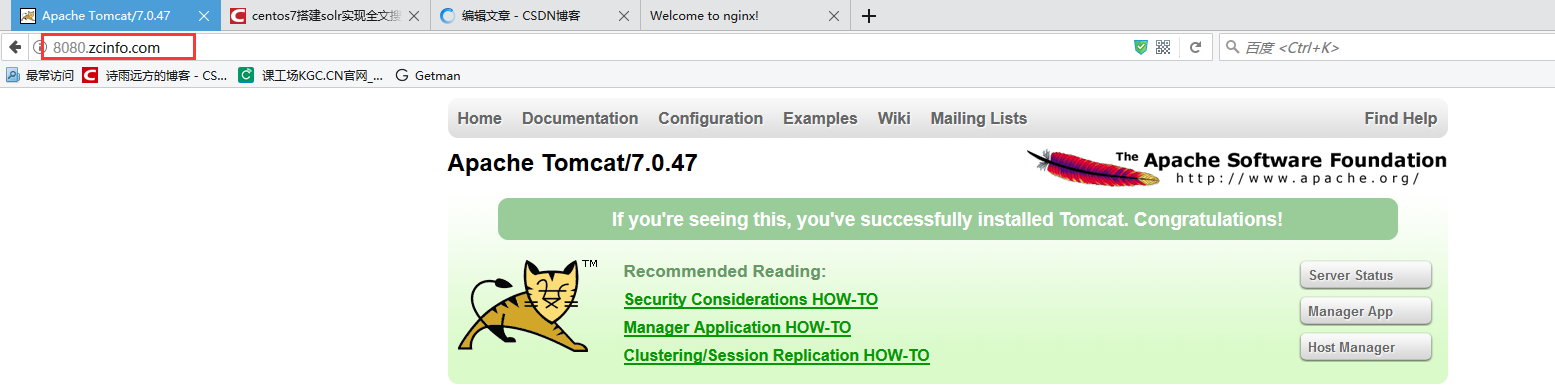 Apache Tomcat/7.0.47
centos7搭建solr实现全文搜
编辑文章 - CSDN博客
Welcome to nginx!
8080.zcinfo.com
百度 <Ctrl+K>
最常访问
C 诗雨远方的博客 - CS...
课工场KGC.CN官网_...
G Getman
Home Documentation Configuration Examples Wiki Mailing Lists Find Help
Apache Tomcat/7.0.47
The Apache Software Foundation
http://www.apache.org/
If you're seeing this, you've successfully installed Tomcat. Congratulations!
TM
Recommended Reading:
Security Considerations HOW-TO
Manager Application HOW-TO
Clustering/Session Replication HOW-TO
Server Status
Manager App
Host Manager